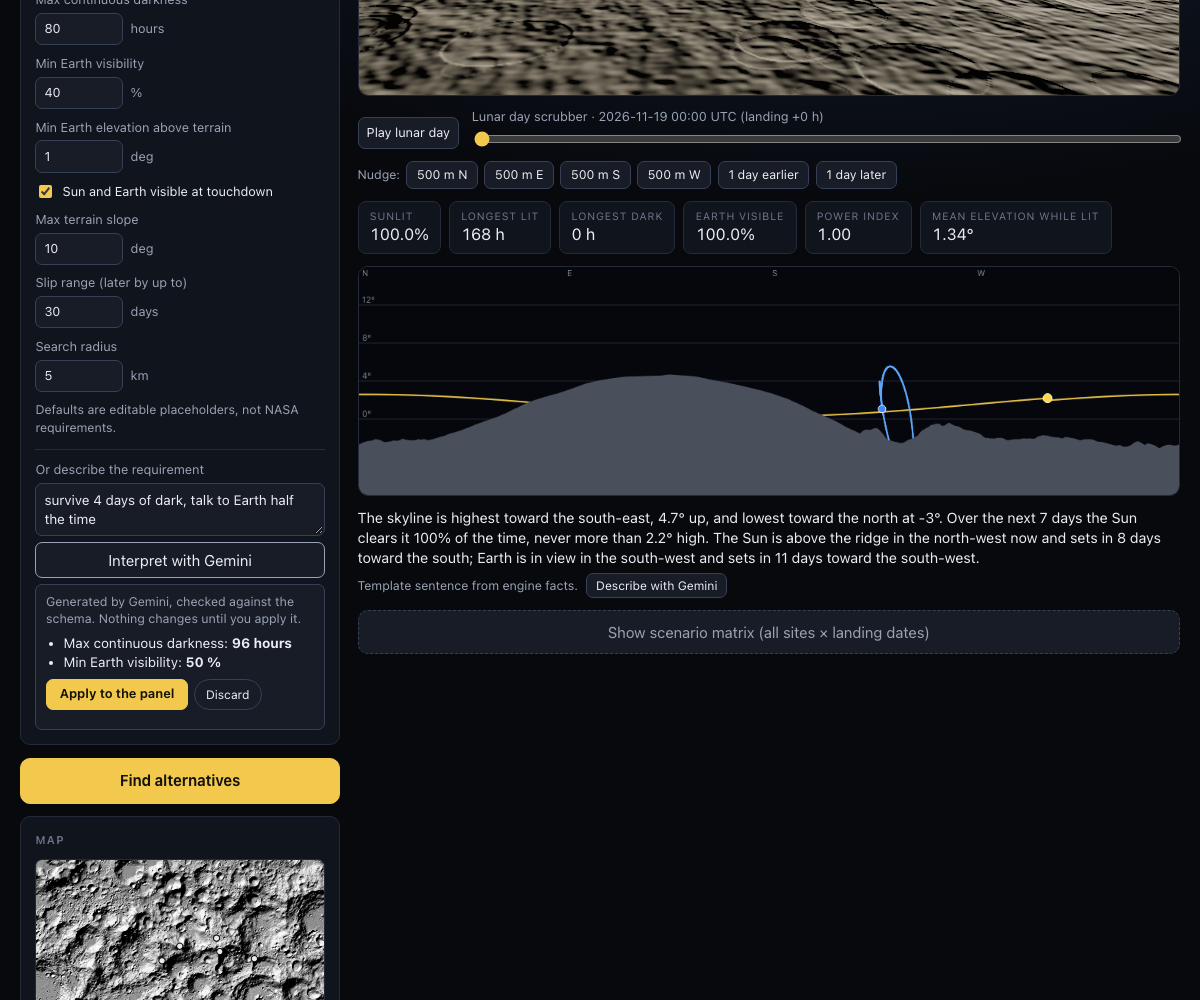 Max continuous darkness
80 hours
Min Earth visibility
40 %
Min Earth elevation above terrain
1 deg
Sun and Earth visible at touchdown
Max terrain slope
10 deg
Slip range (later by up to)
30 days
Search radius
5 km
Defaults are editable placeholders, not NASA
requirements.
Or describe the requirement
survive 4 days of dark, talk to Earth half
the time
Interpret with Gemini
Generated by Gemini, checked against the
schema. Nothing changes until you apply it.
• Max continuous darkness: 96 hours
• Min Earth visibility: 50 %
Apply to the panel Discard
Find alternatives
MAP
Play lunar day
Lunar day scrubber · 2026-11-19 00:00 UTC (landing +0 h)
Nudge: 500 m N 500 m E 500 m S 500 m W 1 day earlier 1 day later
SUNLIT
100.0%
LONGEST LIT
168 h
LONGEST DARK
0 h
EARTH VISIBLE
100.0%
POWER INDEX
1.00
MEAN ELEVATION WHILE LIT
1.34°
N E S W
12°
8°
4°
0°
The skyline is highest toward the south-east, 4.7° up, and lowest toward the north at -3°. Over the next 7 days the Sun
clears it 100% of the time, never more than 2.2° high. The Sun is above the ridge in the north-west now and sets in 8 days
toward the south; Earth is in view in the south-west and sets in 11 days toward the south-west.
Template sentence from engine facts. Describe with Gemini
Show scenario matrix (all sites × landing dates)